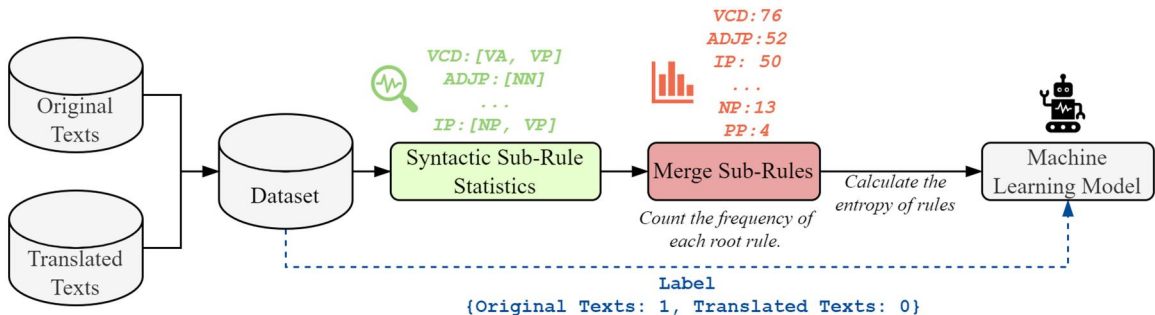 Original
Texts
Translated
Texts
Dataset
VCD:[VA, VP]
ADJP:[NN]
...
IP:[NP, VP]
Syntactic Sub-Rule
Statistics
VCD:76
ADJP:52
IP: 50
...
NP:13
PP:4
Merge Sub-Rules
Count the frequency of
each root rule.
Calculate the
entropy of rules
Machine
Learning Model
Label
{Original Texts: 1, Translated Texts: 0}